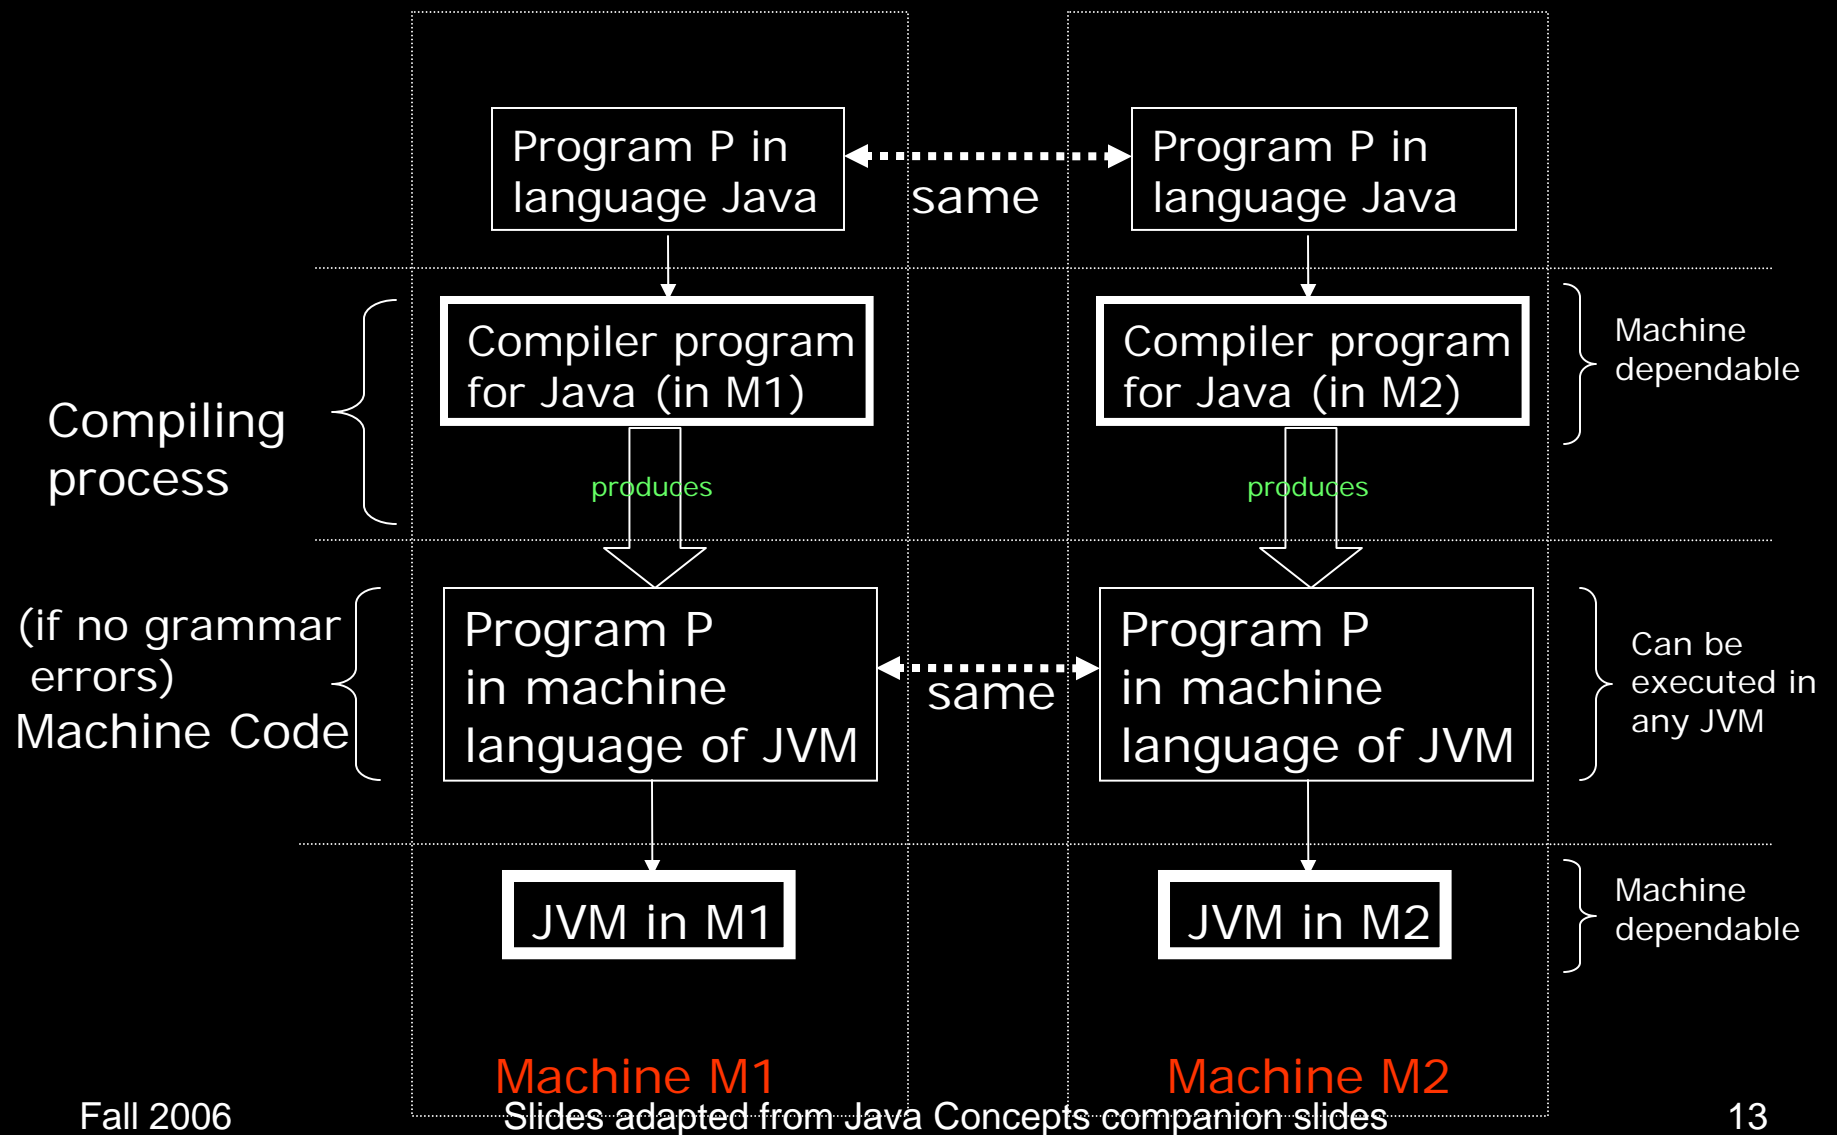 Program P in
language Java
same
Program P in
language Java
Compiling
process
Compiler program
for Java (in M1)
Compiler program
for Java (in M2)
Machine
dependable
produces
produces
(if no grammar
errors)
Machine Code
Program P
in machine
language of JVM
same
Program P
in machine
language of JVM
Can be
executed in
any JVM
JVM in M1
JVM in M2
Machine
dependable
Machine M1
Machine M2
Fall 2006
Slides adapted from Java Concepts companion slides
13